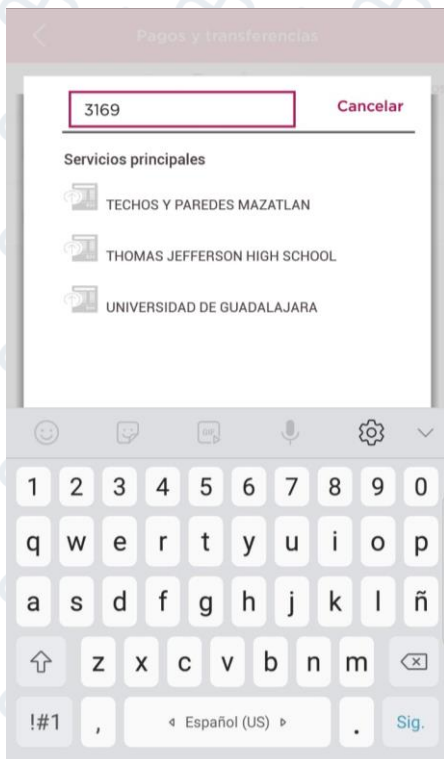 Pagos y transferencias
3169
Cancelar
Servicios principales
TECHOS Y PAREDES MAZATLAN
THOMAS JEFFERSON HIGH SCHOOL
UNIVERSIDAD DE GUADALAJARA
GIF
1 2 3 4 5 6 7 8 9 0
q w e r t y u i o p
a s d f g h j k l ñ
z x c v b n m
!#1 , Español (US) . Sig.